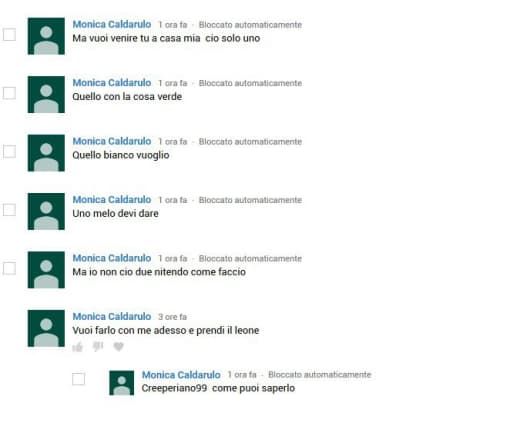 Monica Caldarulo 1 ora fa · Bloccato automaticamente
Ma vuoi venire tu a casa mia cio solo uno
Monica Caldarulo 1 ora fa · Bloccato automaticamente
Quello con la cosa verde
Monica Caldarulo 1 ora fa · Bloccato automaticamente
Quello bianco vuoglio
Monica Caldarulo 1 ora fa · Bloccato automaticamente
Uno melo devi dare
Monica Caldarulo 1 ora fa · Bloccato automaticamente
Ma io non cio due nitendo come faccio
Monica Caldarulo 3 ore fa
Vuoi farlo con me adesso e prendi il leone
Monica Caldarulo 1 ora fa · Bloccato automaticamente
Creeperiano99 come puoi saperlo